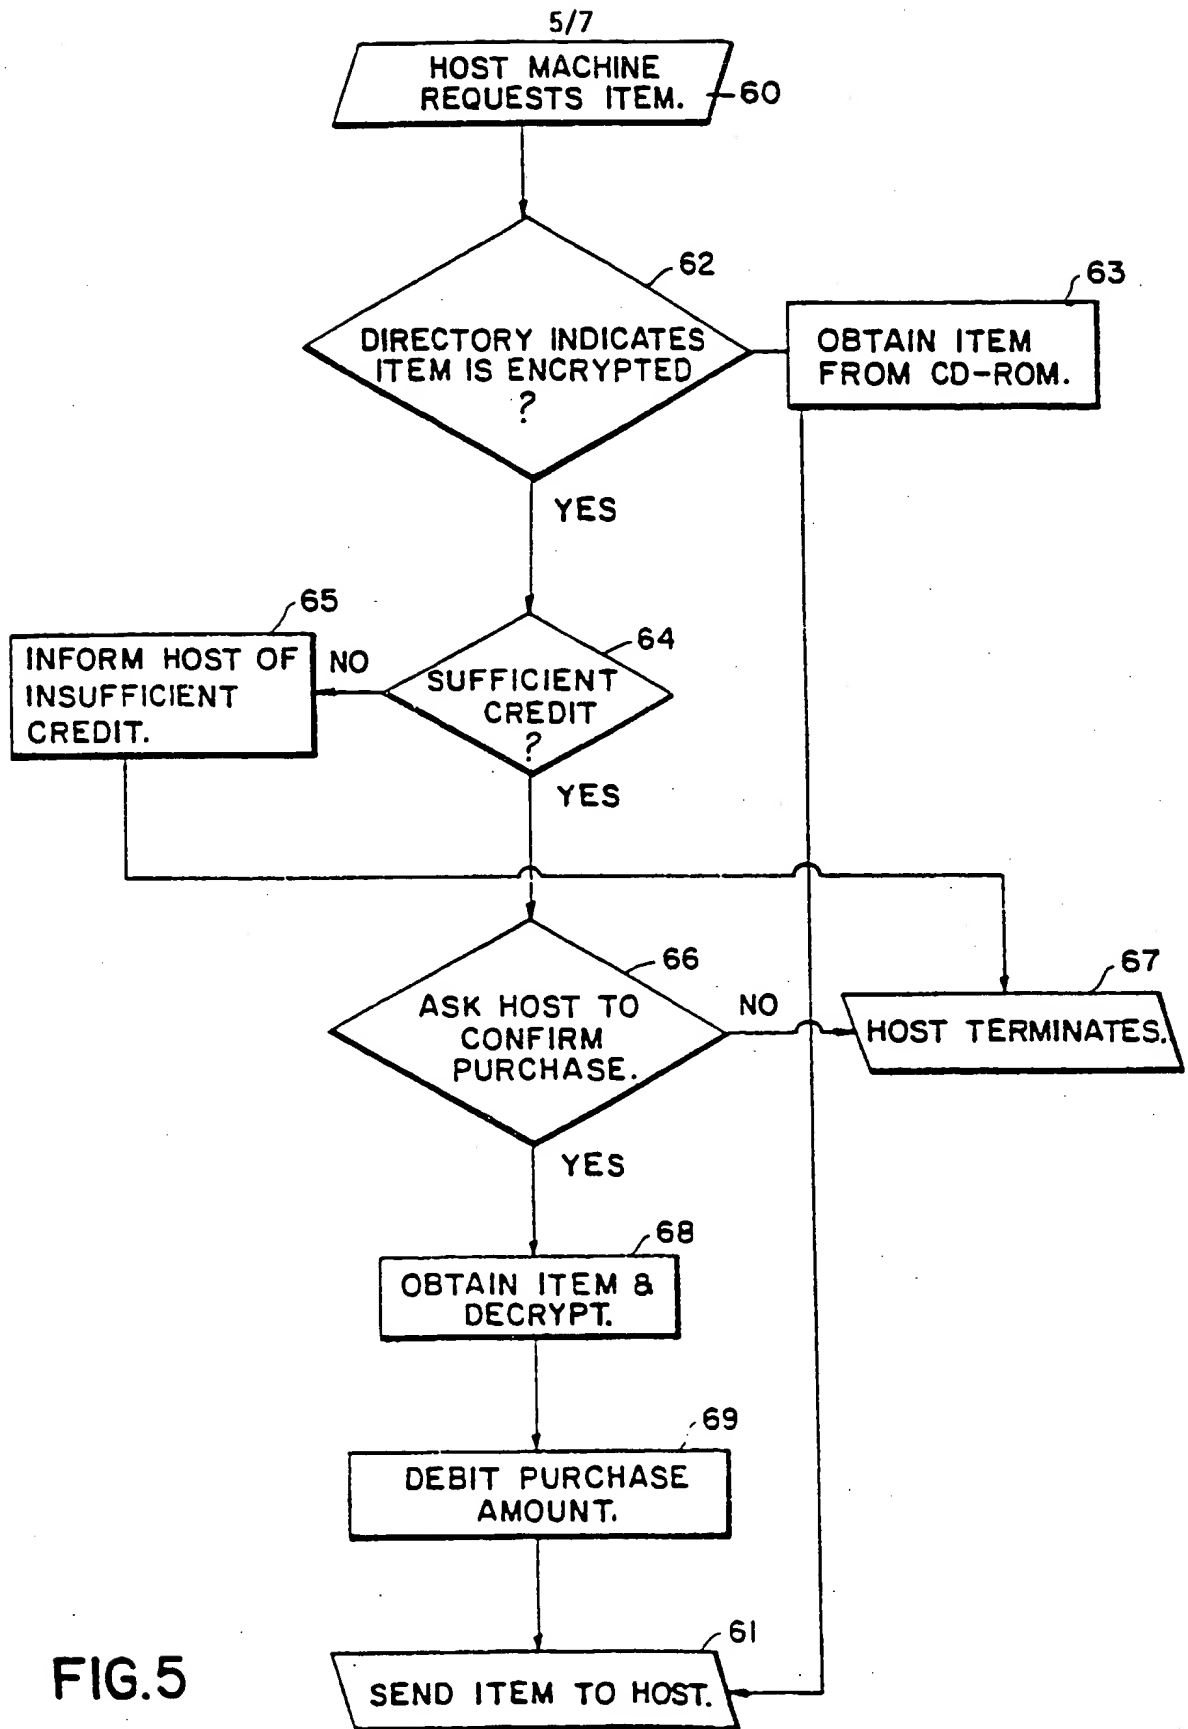 5/7
HOST MACHINE
REQUESTS ITEM.
60
62
DIRECTORY INDICATES
ITEM IS ENCRYPTED
?
63
OBTAIN ITEM
FROM CD-ROM.
YES
65
INFORM HOST OF
INSUFFICIENT
CREDIT.
NO
64
SUFFICIENT
CREDIT
?
YES
66
ASK HOST TO
CONFIRM
PURCHASE.
NO
67
HOST TERMINATES.
YES
68
OBTAIN ITEM &
DECRYPT.
69
DEBIT PURCHASE
AMOUNT.
61
SEND ITEM TO HOST.
FIG.5